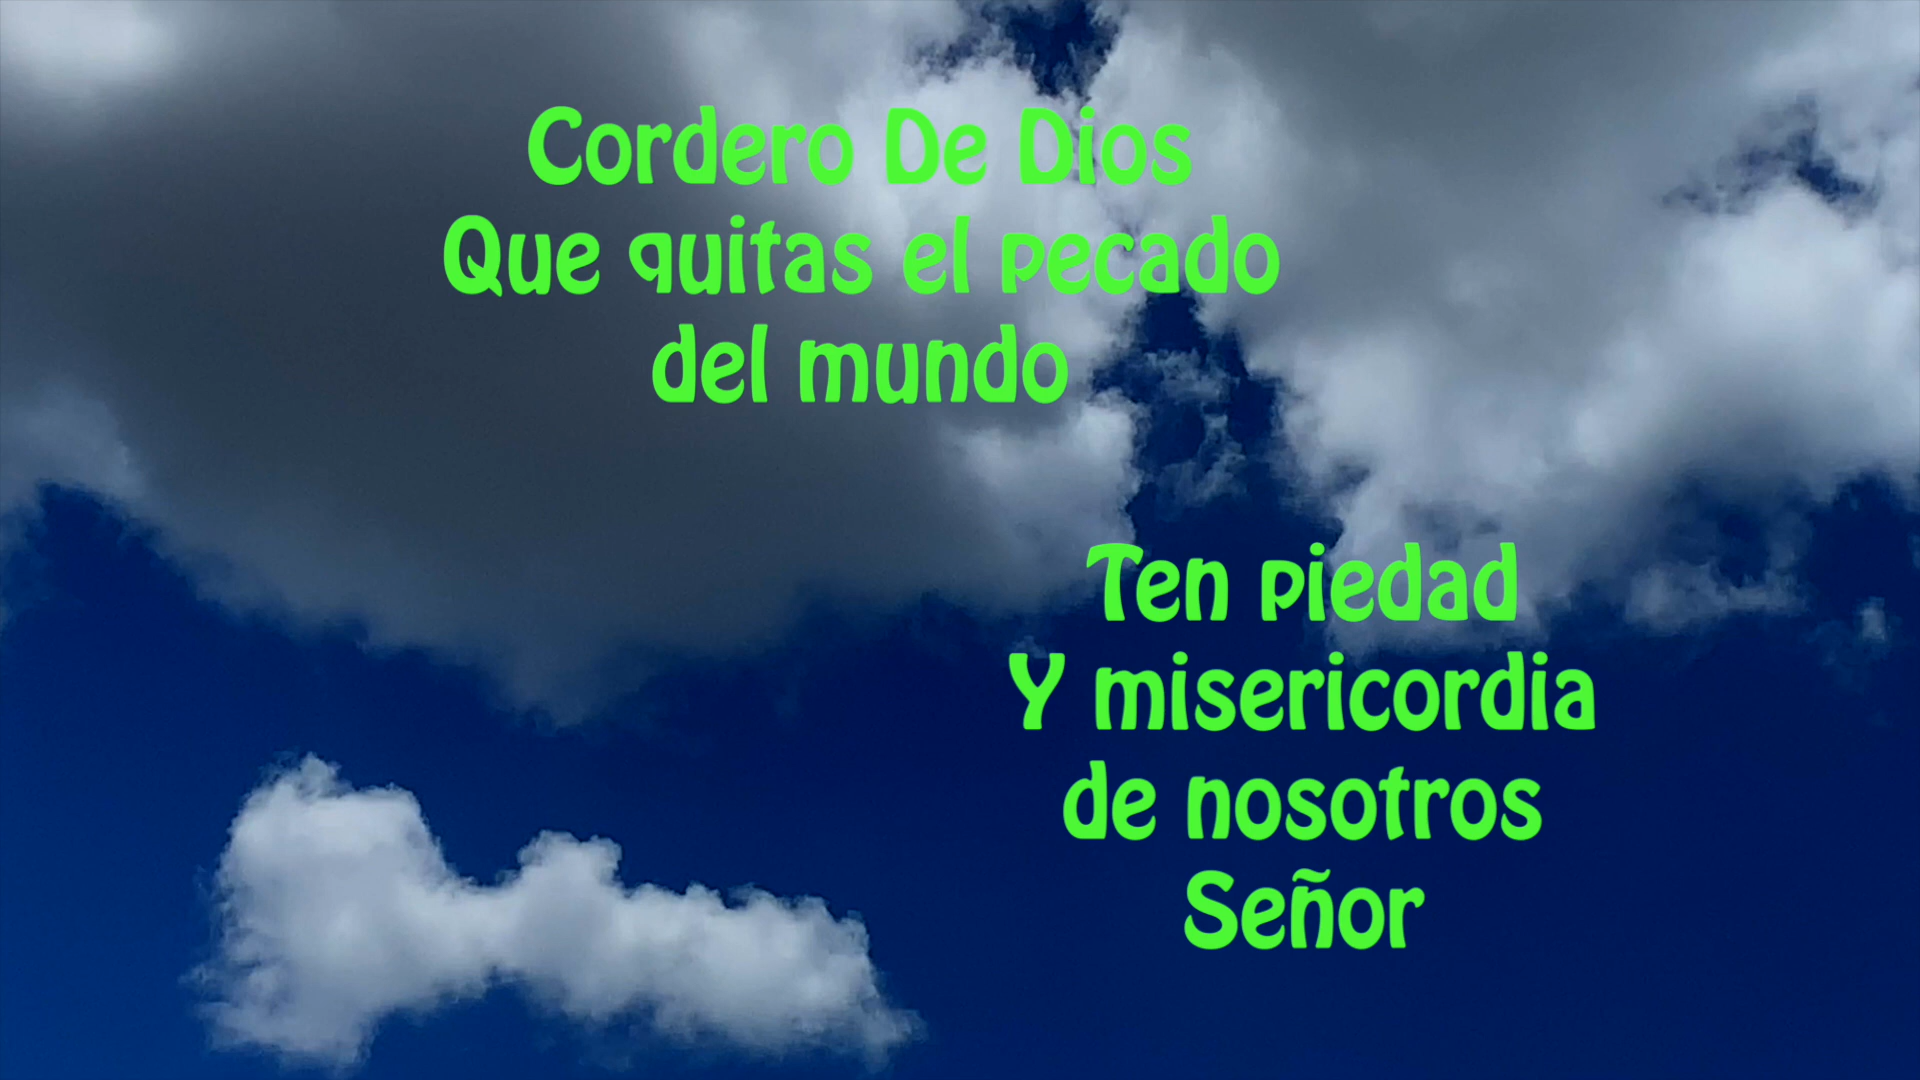 Cordero De Dios
Que quitas el pecado
del mundo
Ten piedad
Y misericordia
de nosotros
Señor